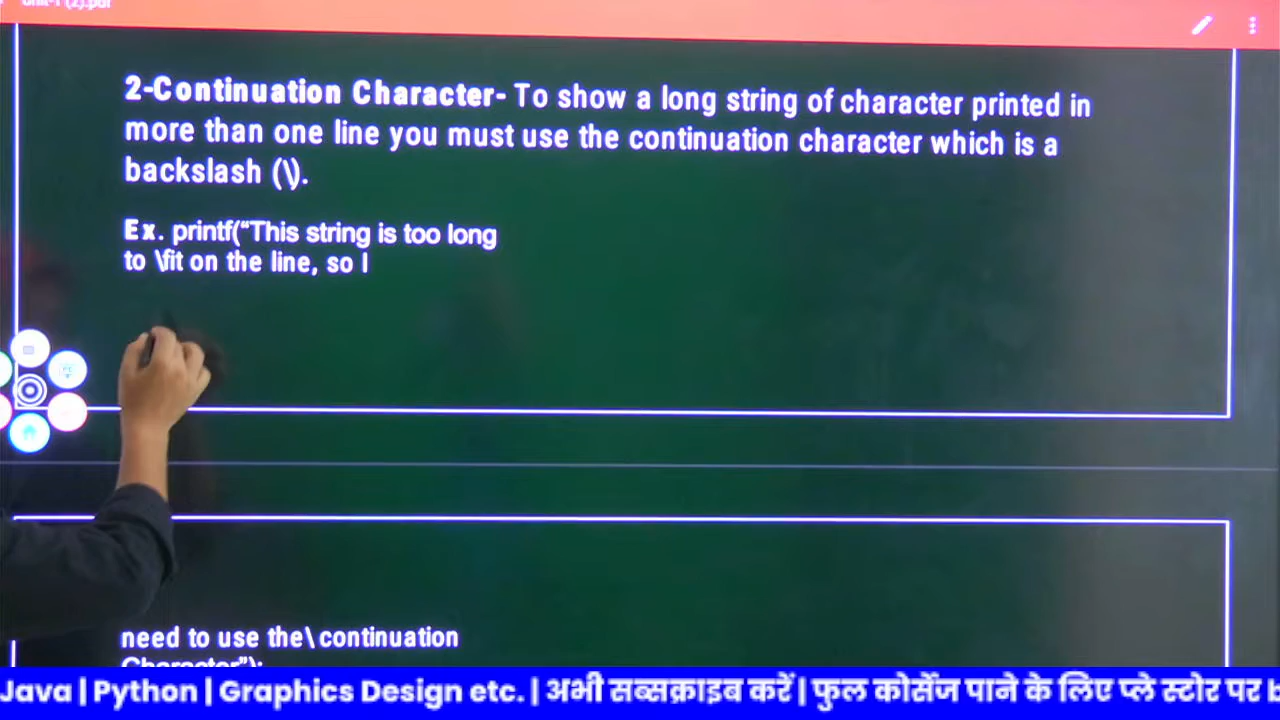 2-Continuation Character- To show a long string of character printed in
more than one line you must use the continuation character which is a
backslash (\).
Ex. printf(“This string is too long
to \fit on the line, so I
need to use the\ continuation
Character”);
Java | Python | Graphics Design etc. | अभी सब्सक्राइब करें | फुल कोर्सेज पाने के लिए प्ले स्टोर पर b